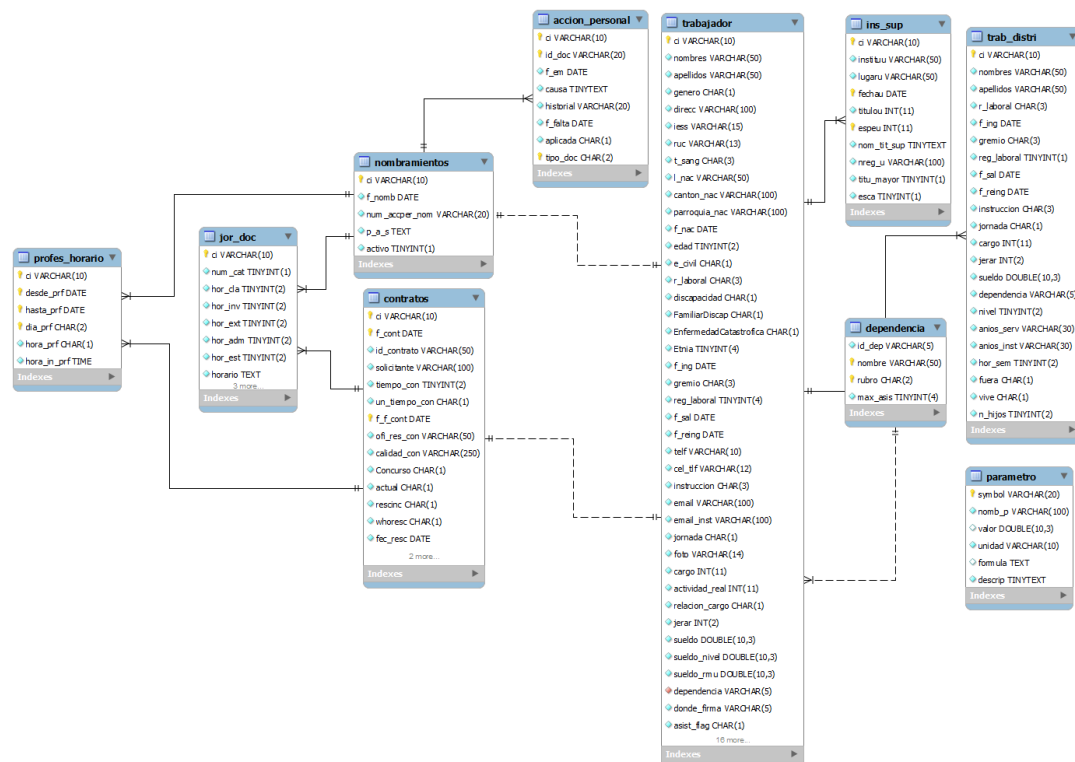 accion_personal
ci VARCHAR(10)
id_doc VARCHAR(20)
f_em DATE
causa TINYTEXT
historial VARCHAR(20)
f_falta DATE
aplicada CHAR(1)
tipo_doc CHAR(2)
Indexes
trabajador
ci VARCHAR(10)
nombres VARCHAR(50)
apellidos VARCHAR(50)
genero CHAR(1)
direcc VARCHAR(100)
iess VARCHAR(15)
ruc VARCHAR(13)
t_sang CHAR(3)
l_nac VARCHAR(50)
canton_nac VARCHAR(100)
parroquia_nac VARCHAR(100)
f_nac DATE
edad TINYINT(2)
e_civil CHAR(1)
r_laboral CHAR(3)
discapacidad CHAR(1)
FamiliarDiscap CHAR(1)
EnfermedadCatastrofica CHAR(1)
Etnia TINYINT(4)
f_ing DATE
gremio CHAR(3)
reg_laboral TINYINT(4)
f_sal DATE
f_reing DATE
telf VARCHAR(10)
cel_tlf VARCHAR(12)
instruccion CHAR(3)
email VARCHAR(100)
email_inst VARCHAR(100)
jornada CHAR(1)
foto VARCHAR(14)
cargo INT(11)
actividad_real INT(11)
relacion_cargo CHAR(1)
jerar INT(2)
sueldo DOUBLE(10,3)
sueldo_nivel DOUBLE(10,3)
sueldo_rmu DOUBLE(10,3)
dependencia VARCHAR(5)
donde_firma VARCHAR(5)
asist_flag CHAR(1)
16 more...
Indexes
ins_sup
ci VARCHAR(10)
instituu VARCHAR(50)
lugaru VARCHAR(50)
fechau DATE
titulou INT(11)
espeu INT(11)
nom_tit_sup TINYTEXT
nreg_u VARCHAR(100)
titu_mayor TINYINT(1)
esca TINYINT(1)
Indexes
trab_distri
ci VARCHAR(10)
nombres VARCHAR(50)
apellidos VARCHAR(50)
r_laboral CHAR(3)
f_ing DATE
gremio CHAR(3)
reg_laboral TINYINT(1)
f_sal DATE
f_reing DATE
instruccion CHAR(3)
jornada CHAR(1)
cargo INT(11)
jerar INT(2)
sueldo DOUBLE(10,3)
dependencia VARCHAR(5)
nivel TINYINT(2)
anios_serv VARCHAR(30)
anios_inst VARCHAR(30)
hor_sem TINYINT(2)
fuera CHAR(1)
vive CHAR(1)
n_hijos TINYINT(2)
Indexes
nombramientos
ci VARCHAR(10)
f_nomb DATE
num_accper_nom VARCHAR(20)
p_a_s TEXT
activo TINYINT(1)
Indexes
jor_doc
ci VARCHAR(10)
num_cat TINYINT(1)
hor_cla TINYINT(2)
hor_inv TINYINT(2)
hor_ext TINYINT(2)
hor_adm TINYINT(2)
hor_est TINYINT(2)
horario TEXT
3 more...
Indexes
profes_horario
ci VARCHAR(10)
desde_prf DATE
hasta_prf DATE
dia_prf CHAR(2)
hora_prf CHAR(1)
hora_in_prf TIME
Indexes
contratos
ci VARCHAR(10)
f_cont DATE
id_contrato VARCHAR(50)
solicitante VARCHAR(100)
tiempo_con TINYINT(2)
un_tiempo_con CHAR(1)
f_f_cont DATE
ofi_res_con VARCHAR(50)
calidad_con VARCHAR(250)
Concurso CHAR(1)
actual CHAR(1)
rescinc CHAR(1)
whoresc CHAR(1)
fec_resc DATE
2 more...
Indexes
dependencia
id_dep VARCHAR(5)
nombre VARCHAR(50)
rubro CHAR(2)
max_asis TINYINT(4)
Indexes
parametro
symbol VARCHAR(20)
nomb_p VARCHAR(100)
valor DOUBLE(10,3)
unidad VARCHAR(10)
formula TEXT
descrip TINYTEXT
Indexes